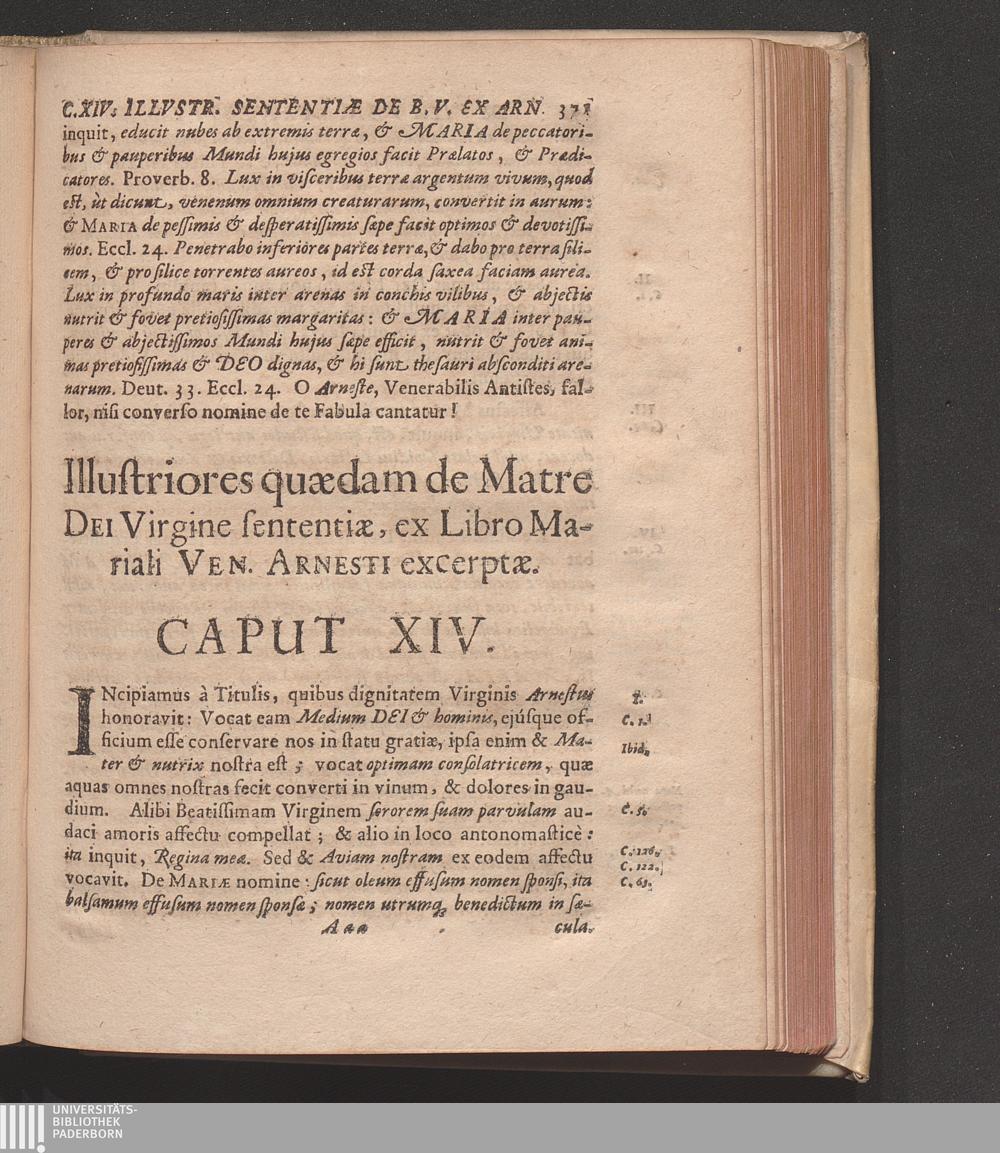 C.XIV. ILLVSTR. SENTENTIÆ DE B.V. EX ARN. 371
inquit, educit nubes ab extremis terræ, & MARIA de peccatori-
bus & pauperibus Mundi hujus egregios facit Prælatos, & Prædi-
catores. Proverb. 8. Lux in viſceribus terræ argentum vivum, quod
eſt, ùt dicunt, venenum omnium creaturarum, convertit in aurum:
& MARIA de peſſimis & deſperatiſſimis ſæpe facit optimos & devotiſſi-
mos. Eccl. 24. Penetrabo inferiores partes terræ, & dabo pro terra ſili-
cem, & pro ſilice torrentes aureos, id eſt corda ſaxea faciam aurea.
Lux in profundo maris inter arenas in conchis vilibus, & abjectis
nutrit & fovet pretioſiſſimas margaritas: & MARIA inter pau-
peres & abjectiſſimos Mundi hujus ſæpe efficit, nutrit & fovet ani-
mas pretioſiſſimas & DEO dignas, & hi ſunt theſauri abſconditi are-
narum. Deut. 33. Eccl. 24. O Arneſte, Venerabilis Antiſtes, fal-
lor, niſi converſo nomine de te Fabula cantatur!
Illuſtriores quædam de Matre
DEI Virgine ſententiæ, ex Libro Ma-
riali VEN. ARNESTI excerptæ.
CAPUT XIV.
INcipiamus à Titulis, quibus dignitatem Virginis Arneſtus
I.
honoravit: Vocat eam Medium DEI & hominis, ejúſque of-
C. 1.
ficium eſſe conſervare nos in ſtatu gratiæ, ipſa enim & Ma-
Ibid.
ter & nutrix noſtra eſt; vocat optimam conſolatricem, quæ
aquas omnes noſtras fecit converti in vinum, & dolores in gau-
dium. Alibi Beatiſſimam Virginem ſororem ſuam parvulam au-
C. 5.
daci amoris affectu compellat; & alio in loco antonomaſticè:
ita inquit, Regina mea. Sed & Aviam noſtram ex eodem affectu
C. 126.
C. 122.
vocavit. De MARIÆ nomine: ſicut oleum effuſum nomen ſponſi, ita
C. 63.
balſamum effuſum nomen ſponſæ; nomen utrumq́; benedictum in ſæ-
Aaa cula.
UNIVERSITÄTS-
BIBLIOTHEK
PADERBORN